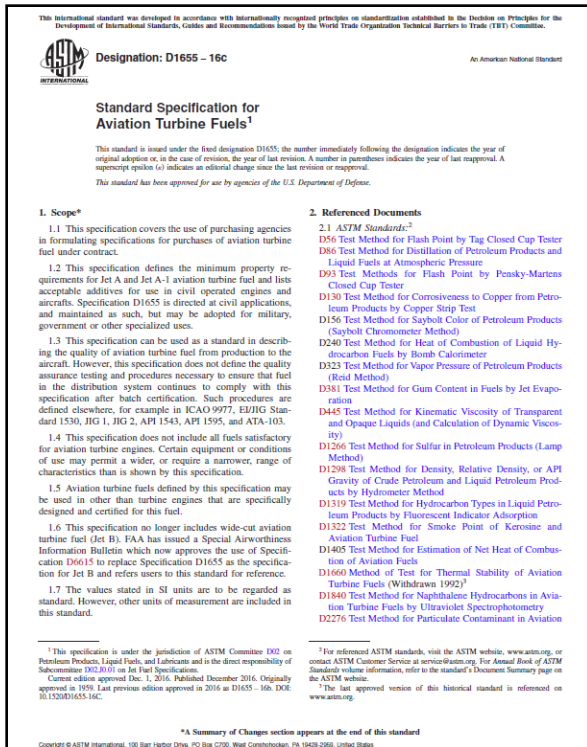 This international standard was developed in accordance with internationally recognized principles on standardization established in the Decision on Principles for the
Development of International Standards, Guides and Recommendations issued by the World Trade Organization Technical Barriers to Trade (TBT) Committee.
ASTM
INTERNATIONAL
Designation: D1655 – 16c
An American National Standard
Standard Specification for
Aviation Turbine Fuels1
This standard is issued under the fixed designation D1655; the number immediately following the designation indicates the year of
original adoption or, in the case of revision, the year of last revision. A number in parentheses indicates the year of last reapproval. A
superscript epsilon (ε) indicates an editorial change since the last revision or reapproval.
This standard has been approved for use by agencies of the U.S. Department of Defense.
1. Scope*
1.1 This specification covers the use of purchasing agencies
in formulating specifications for purchases of aviation turbine
fuel under contract.
1.2 This specification defines the minimum property re-
quirements for Jet A and Jet A-1 aviation turbine fuel and lists
acceptable additives for use in civil operated engines and
aircrafts. Specification D1655 is directed at civil applications,
and maintained as such, but may be adopted for military,
government or other specialized uses.
1.3 This specification can be used as a standard in describ-
ing the quality of aviation turbine fuel from production to the
aircraft. However, this specification does not define the quality
assurance testing and procedures necessary to ensure that fuel
in the distribution system continues to comply with this
specification after batch certification. Such procedures are
defined elsewhere, for example in ICAO 9977, EI/JIG Stan-
dard 1530, JIG 1, JIG 2, API 1543, API 1595, and ATA-103.
1.4 This specification does not include all fuels satisfactory
for aviation turbine engines. Certain equipment or conditions
of use may permit a wider, or require a narrower, range of
characteristics than is shown by this specification.
1.5 Aviation turbine fuels defined by this specification may
be used in other than turbine engines that are specifically
designed and certified for this fuel.
1.6 This specification no longer includes wide-cut aviation
turbine fuel (Jet B). FAA has issued a Special Airworthiness
Information Bulletin which now approves the use of Specifi-
cation D6615 to replace Specification D1655 as the specifica-
tion for Jet B and refers users to this standard for reference.
1.7 The values stated in SI units are to be regarded as
standard. However, other units of measurement are included in
this standard.
1 This specification is under the jurisdiction of ASTM Committee D02 on
Petroleum Products, Liquid Fuels, and Lubricants and is the direct responsibility of
Subcommittee D02.J0.01 on Jet Fuel Specifications.
Current edition approved Dec. 1, 2016. Published December 2016. Originally
approved in 1959. Last previous edition approved in 2016 as D1655 – 16b. DOI:
10.1520/D1655-16C.
2. Referenced Documents
2.1 ASTM Standards:2
D56 Test Method for Flash Point by Tag Closed Cup Tester
D86 Test Method for Distillation of Petroleum Products and
Liquid Fuels at Atmospheric Pressure
D93 Test Methods for Flash Point by Pensky-Martens
Closed Cup Tester
D130 Test Method for Corrosiveness to Copper from Petro-
leum Products by Copper Strip Test
D156 Test Method for Saybolt Color of Petroleum Products
(Saybolt Chromometer Method)
D240 Test Method for Heat of Combustion of Liquid Hy-
drocarbon Fuels by Bomb Calorimeter
D323 Test Method for Vapor Pressure of Petroleum Products
(Reid Method)
D381 Test Method for Gum Content in Fuels by Jet Evapo-
ration
D445 Test Method for Kinematic Viscosity of Transparent
and Opaque Liquids (and Calculation of Dynamic Viscos-
ity)
D1266 Test Method for Sulfur in Petroleum Products (Lamp
Method)
D1298 Test Method for Density, Relative Density, or API
Gravity of Crude Petroleum and Liquid Petroleum Prod-
ucts by Hydrometer Method
D1319 Test Method for Hydrocarbon Types in Liquid Petro-
leum Products by Fluorescent Indicator Adsorption
D1322 Test Method for Smoke Point of Kerosine and
Aviation Turbine Fuel
D1405 Test Method for Estimation of Net Heat of Combus-
tion of Aviation Fuels
D1660 Method of Test for Thermal Stability of Aviation
Turbine Fuels (Withdrawn 1992)3
D1840 Test Method for Naphthalene Hydrocarbons in Avia-
tion Turbine Fuels by Ultraviolet Spectrophotometry
D2276 Test Method for Particulate Contaminant in Aviation
2 For referenced ASTM standards, visit the ASTM website, www.astm.org, or
contact ASTM Customer Service at service@astm.org. For Annual Book of ASTM
Standards volume information, refer to the standard's Document Summary page on
the ASTM website.
3 The last approved version of this historical standard is referenced on
www.astm.org.
*A Summary of Changes section appears at the end of this standard
Copyright © ASTM International, 100 Barr Harbor Drive, PO Box C700, West Conshohocken, PA 19428-2959. United States